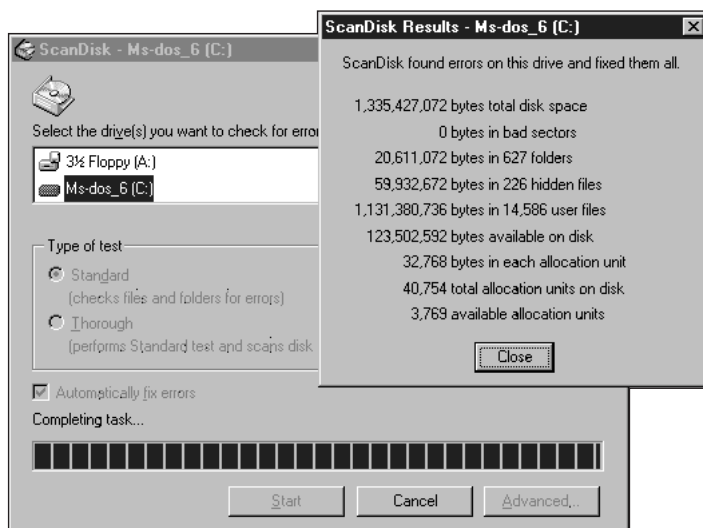 ScanDisk - Ms-dos_6 (C:)
Select the drive(s) you want to check for
3½ Floppy (A:)
Ms-dos_6 (C:)
Type of test
Standard
(checks files and folders for errors)
Thorough
(performs Standard test and scans disk
Automatically fix errors
Completing task...
Start
Cancel
Advanced...
ScanDisk Results - Ms-dos_6 (C:)
ScanDisk found errors on this drive and fixed them all.
1,335,427,072 bytes total disk space
0 bytes in bad sectors
20,611,072 bytes in 627 folders
59,932,672 bytes in 226 hidden files
1,131,380,736 bytes in 14,586 user files
123,502,592 bytes available on disk
32,768 bytes in each allocation unit
40,754 total allocation units on disk
3,769 available allocation units
Close